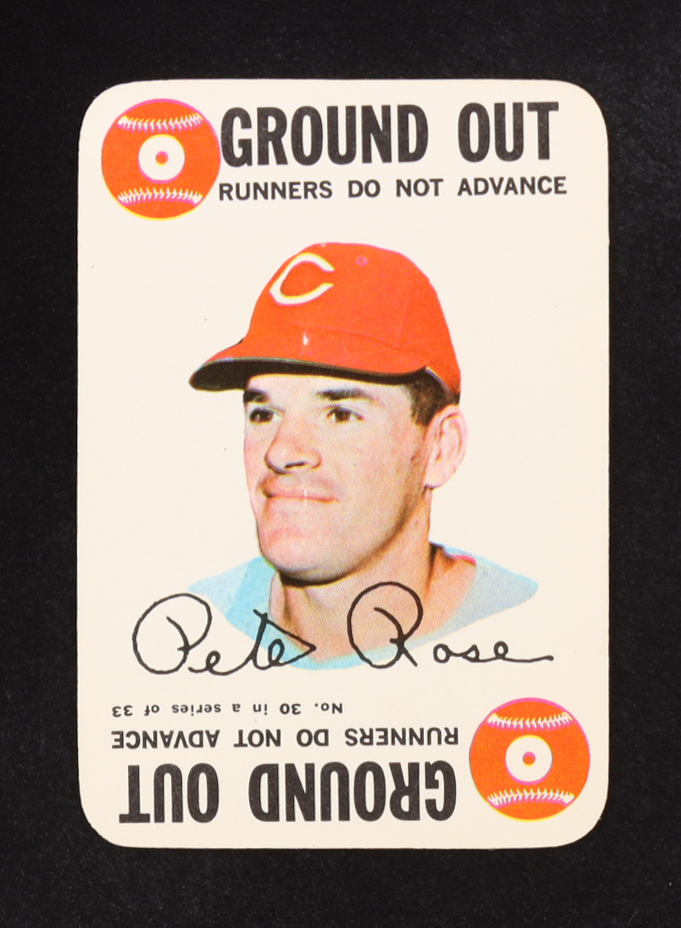 GROUND OUT
RUNNERS DO NOT ADVANCE
C
Pete Rose
No. 30 in a series of 33
RUNNERS DO NOT ADVANCE
GROUND OUT